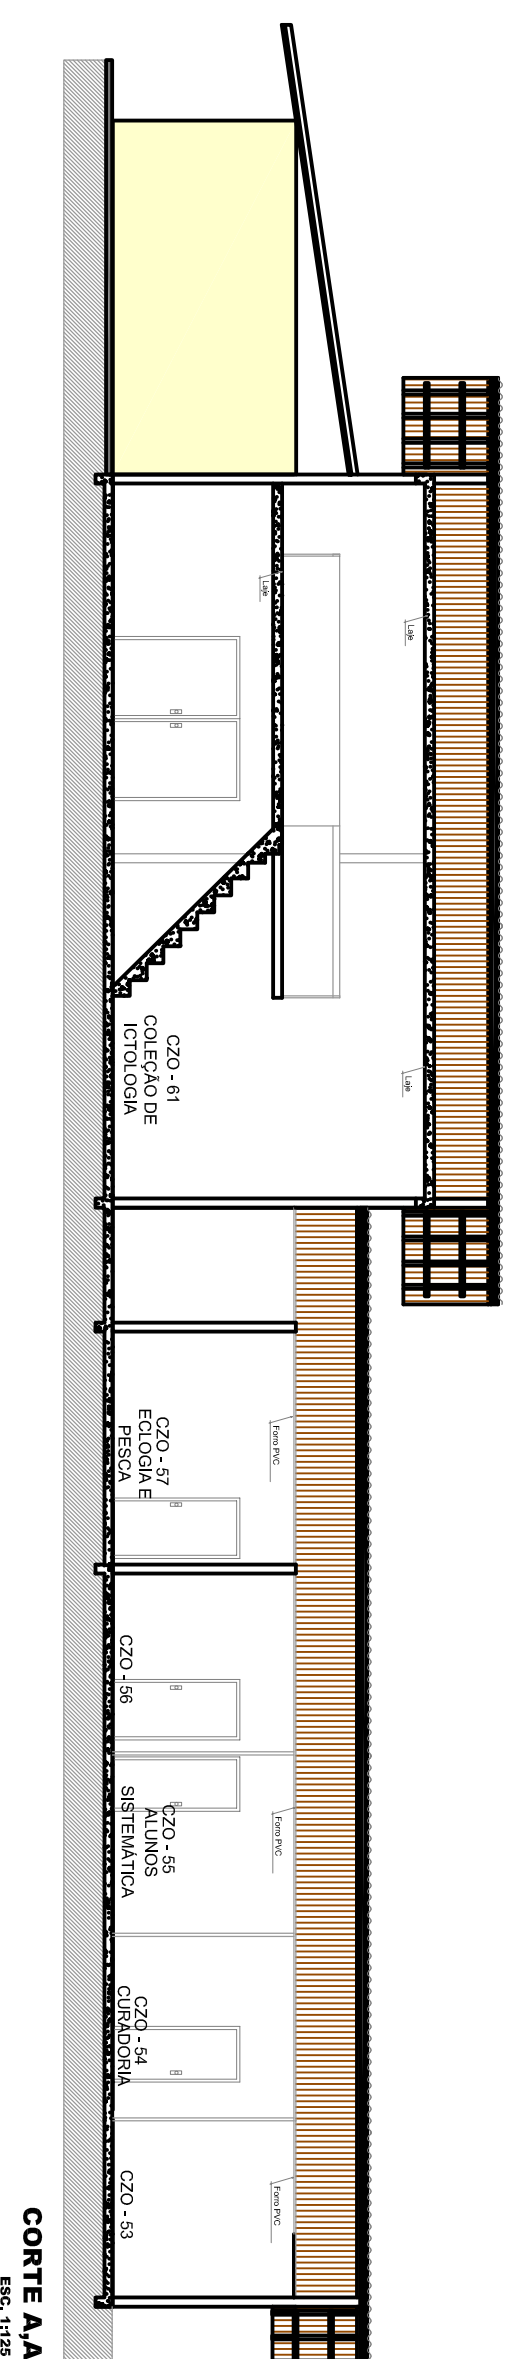 Laje
Laje
Laje
CZO - 61
COLEÇÃO DE
ICTOLOGIA
Forro PVC
CZO - 57
ECLOGIA E
PESCA
CZO - 56
Forro PVC
CZO - 55
ALUNOS
SISTEMÁTICA
CZO - 54
CURADORIA
Forro PVC
CZO - 53
CORTE A,A
ESC. 1:125